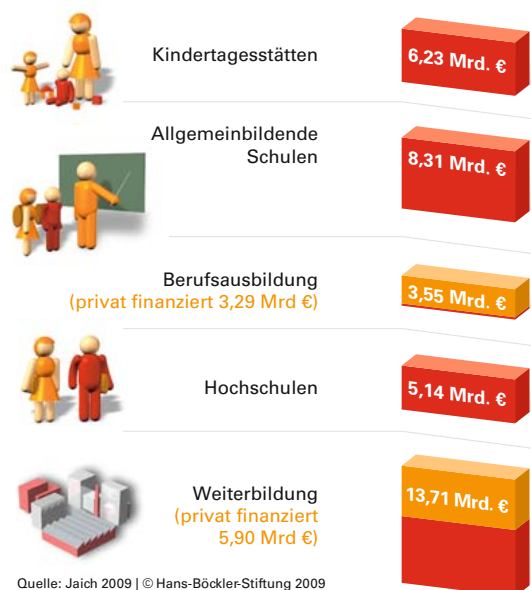 Kindertagesstätten
6,23 Mrd. €
Allgemeinbildende
Schulen
8,31 Mrd. €
Berufsausbildung
(privat finanziert 3,29 Mrd €)
3,55 Mrd. €
Hochschulen
5,14 Mrd. €
Weiterbildung
(privat finanziert
5,90 Mrd €)
13,71 Mrd. €
Quelle: Jaich 2009 | © Hans-Böckler-Stiftung 2009